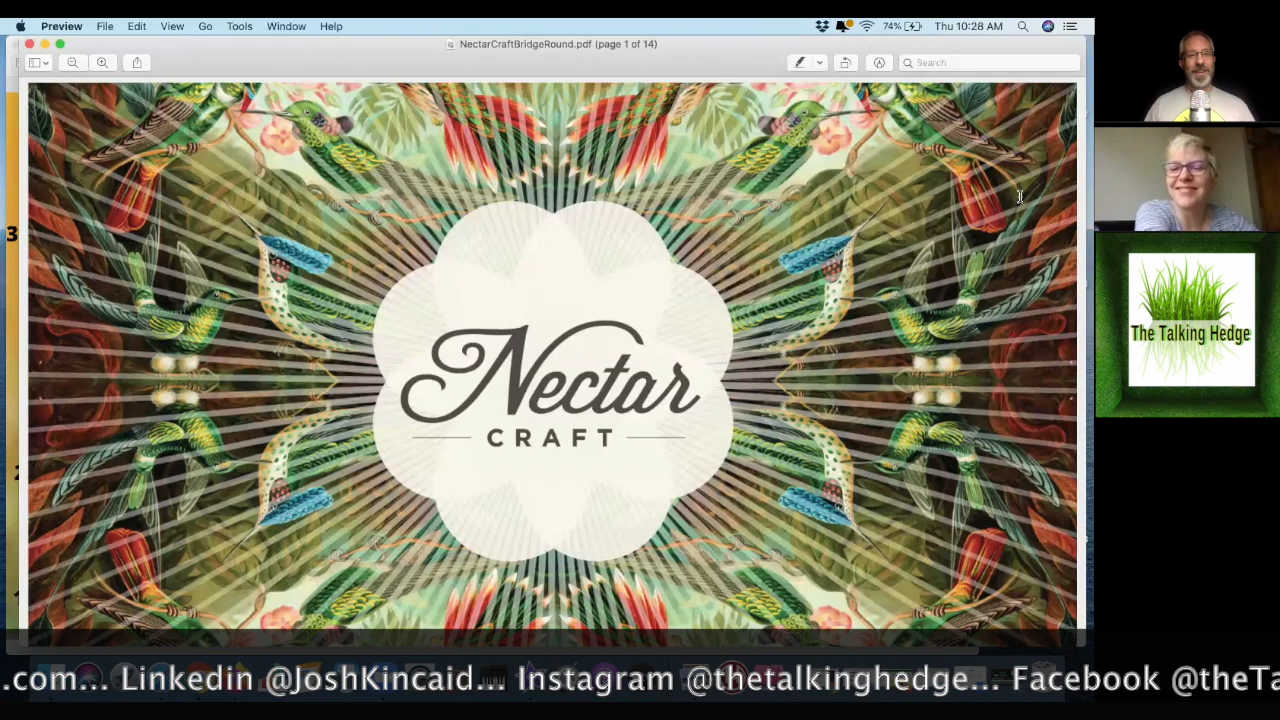 Preview File Edit View Go Tools Window Help 74% Thu 10:28 AM
NectarCraftBridgeRound.pdf (page 1 of 14)
Search
3
Nectar
CRAFT
The Talking Hedge
.com... Linkedin @JoshKincaid... Instagram @thetalkinghedge... Facebook @theTa